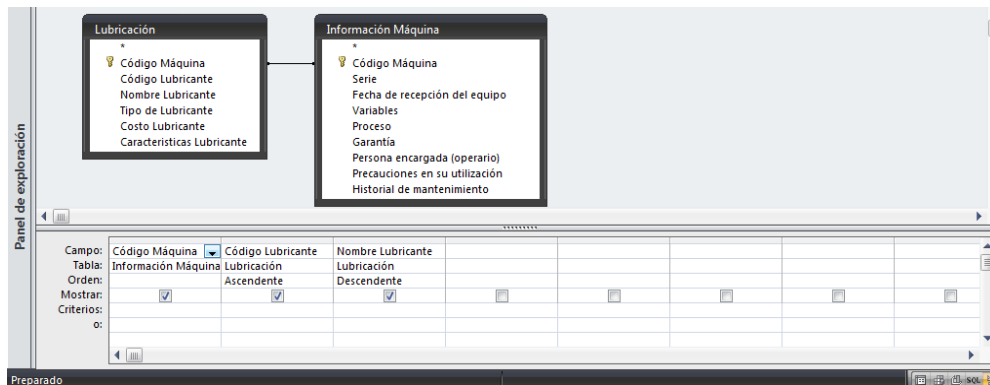 Lubricación
*
Código Máquina
Código Lubricante
Nombre Lubricante
Tipo de Lubricante
Costo Lubricante
Caracteristicas Lubricante
Información Máquina
*
Código Máquina
Serie
Fecha de recepción del equipo
Variables
Proceso
Garantía
Persona encargada (operario)
Precauciones en su utilización
Historial de mantenimiento
Panel de exploración
Campo: Código Máquina Código Lubricante Nombre Lubricante
Tabla: Información Máquina Lubricación Lubricación
Orden: Ascendente Descendente
Mostrar:
Criterios:
o:
Preparado SQL